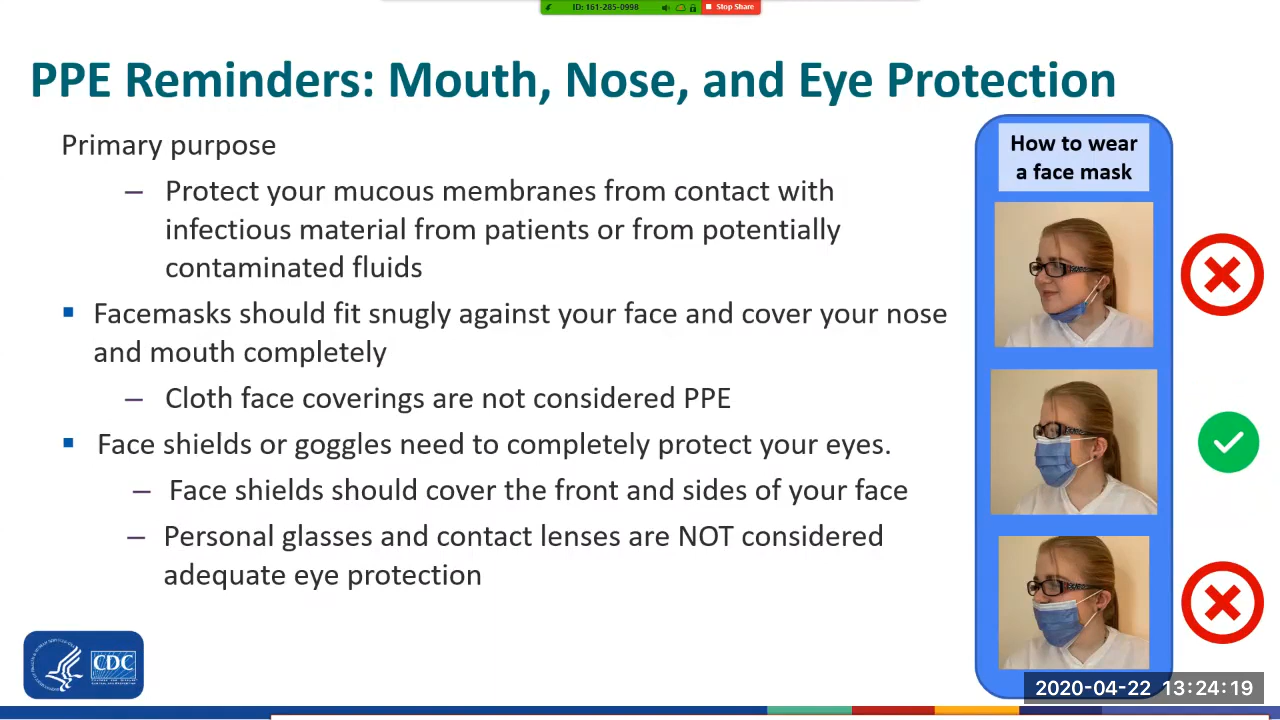 ID: 161-285-0998 Stop Share
PPE Reminders: Mouth, Nose, and Eye Protection
Primary purpose
– Protect your mucous membranes from contact with
infectious material from patients or from potentially
contaminated fluids
▪ Facemasks should fit snugly against your face and cover your nose
and mouth completely
– Cloth face coverings are not considered PPE
▪ Face shields or goggles need to completely protect your eyes.
– Face shields should cover the front and sides of your face
– Personal glasses and contact lenses are NOT considered
adequate eye protection
How to wear
a face mask
CDC
2020-04-22 13:24:19